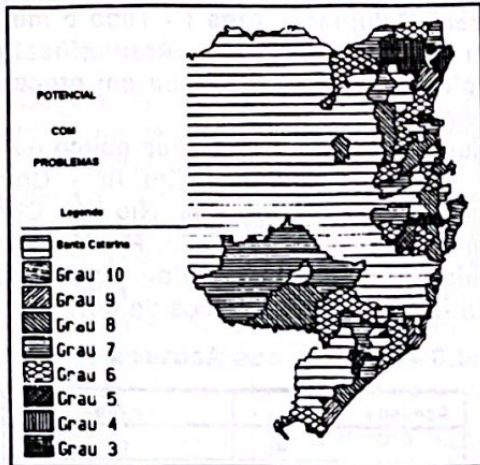 POTENCIAL
COM
PROBLEMAS
Legenda
Santa Catarina
Grau 10
Grau 9
Grau 8
Grau 7
Grau 6
Grau 5
Grau 4
Grau 3